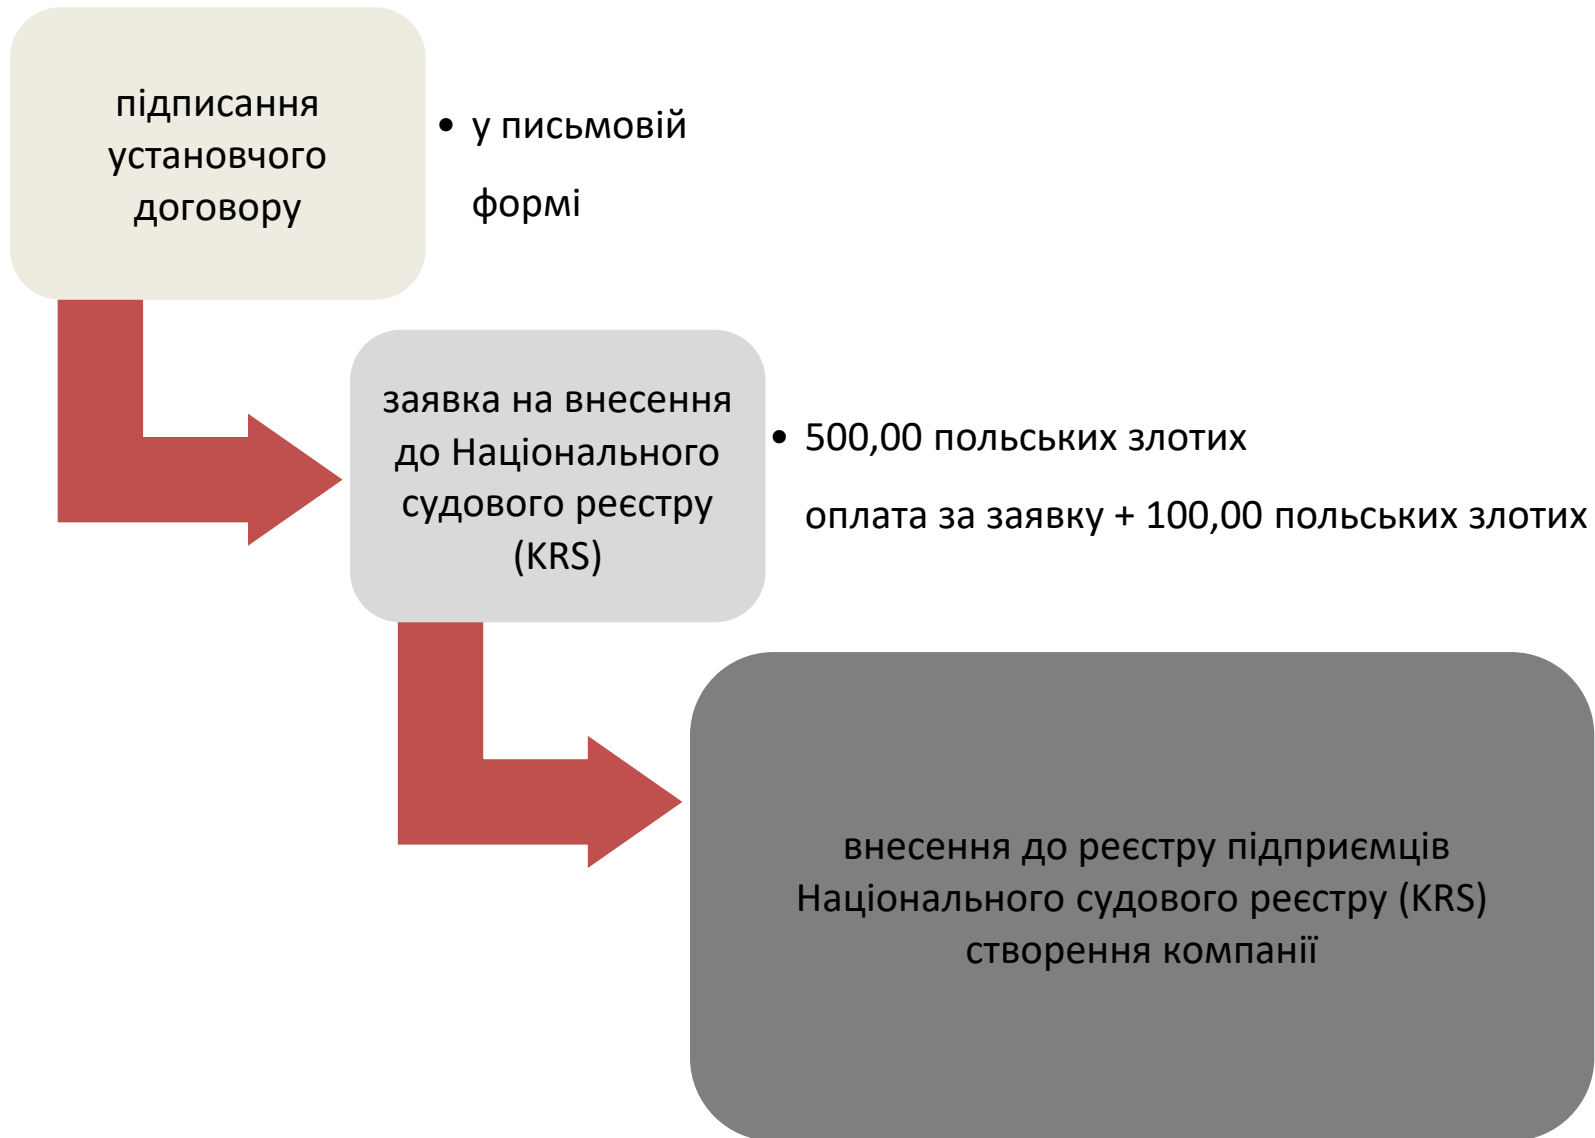 підписання
установчого
договору
• у письмовій
формі
заявка на внесення
до Національного
судового реєстру
(KRS)
• 500,00 польських злотих
оплата за заявку + 100,00 польських злотих
внесення до реєстру підприємців
Національного судового реєстру (KRS)
створення компанії